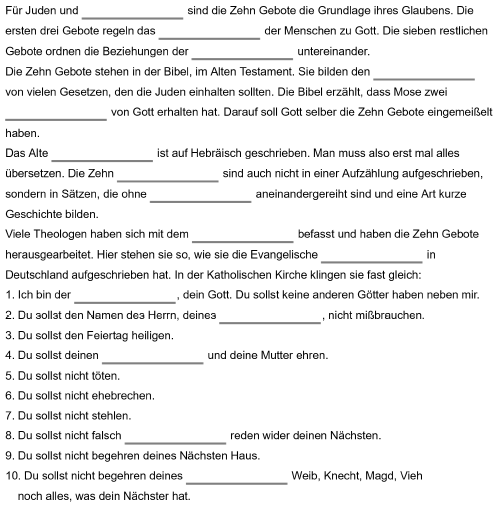 Für Juden und ________________ sind die Zehn Gebote die Grundlage ihres Glaubens. Die
ersten drei Gebote regeln das ________________ der Menschen zu Gott. Die sieben restlichen
Gebote ordnen die Beziehungen der ________________ untereinander.
Die Zehn Gebote stehen in der Bibel, im Alten Testament. Sie bilden den ________________
von vielen Gesetzen, den die Juden einhalten sollten. Die Bibel erzählt, dass Mose zwei
________________ von Gott erhalten hat. Darauf soll Gott selber die Zehn Gebote eingemeißelt
haben.
Das Alte ________________ ist auf Hebräisch geschrieben. Man muss also erst mal alles
übersetzen. Die Zehn ________________ sind auch nicht in einer Aufzählung aufgeschrieben,
sondern in Sätzen, die ohne ________________ aneinandergereiht sind und eine Art kurze
Geschichte bilden.
Viele Theologen haben sich mit dem ________________ befasst und haben die Zehn Gebote
herausgearbeitet. Hier stehen sie so, wie sie die Evangelische ________________ in
Deutschland aufgeschrieben hat. In der Katholischen Kirche klingen sie fast gleich:
1. Ich bin der ________________, dein Gott. Du sollst keine anderen Götter haben neben mir.
2. Du sollst den Namen des Herrn, deines ________________, nicht mißbrauchen.
3. Du sollst den Feiertag heiligen.
4. Du sollst deinen ________________ und deine Mutter ehren.
5. Du sollst nicht töten.
6. Du sollst nicht ehebrechen.
7. Du sollst nicht stehlen.
8. Du sollst nicht falsch ________________ reden wider deinen Nächsten.
9. Du sollst nicht begehren deines Nächsten Haus.
10. Du sollst nicht begehren deines ________________ Weib, Knecht, Magd, Vieh
noch alles, was dein Nächster hat.